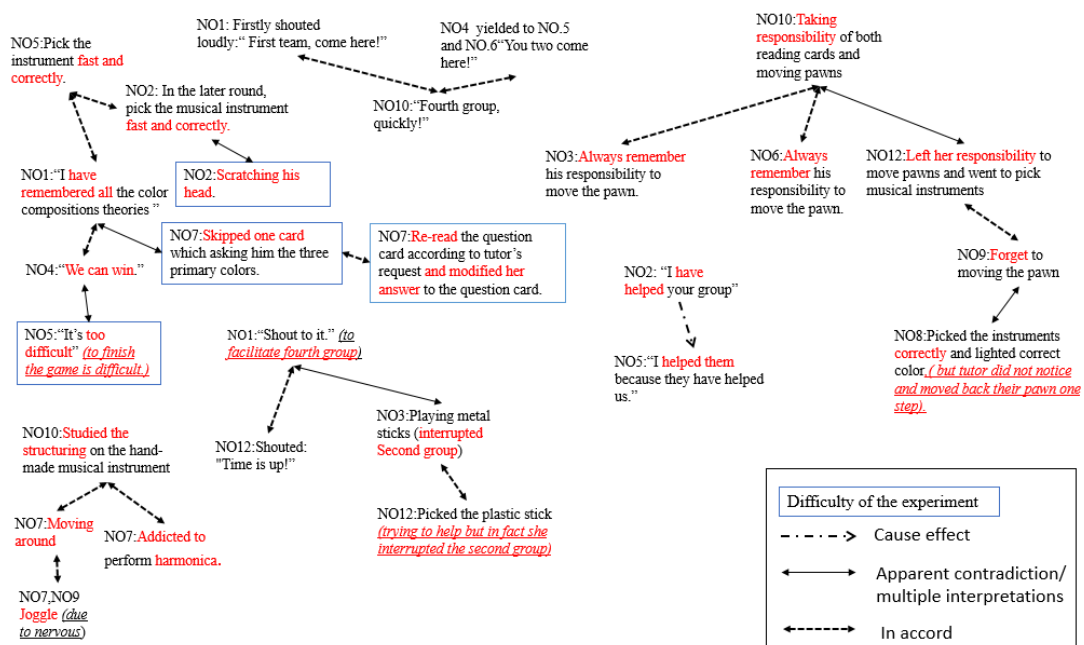 NO5:Pick the
instrument fast and
correctly.
NO1: Firstly shouted
loudly:“ First team, come here!”
NO4 yielded to NO.5
and NO.6“You two come
here!”
NO10:“Fourth group,
quickly!”
NO2: In the later round,
pick the musical instrument
fast and correctly.
NO2:Scratching his
head.
NO1:“I have
remembered all the color
compositions theories ”
NO7:Skipped one card
which asking him the three
primary colors.
NO7:Re-read the question
card according to tutor’s
request and modified her
answer to the question card.
NO4:“We can win.”
NO5:“It’s too
difficult” (to finish
the game is difficult.)
NO10:Taking
responsibility of both
reading cards and
moving pawns
NO3:Always remember
his responsibility to
move the pawn.
NO6:Always
remember his
responsibility to
move the pawn.
NO12:Left her responsibility to
move pawns and went to pick
musical instruments
NO9:Forget to
moving the pawn
NO8:Picked the instruments
correctly and lighted correct
color,( but tutor did not notice
and moved back their pawn one
step).
NO2: “I have
helped your group”
NO5:“I helped them
because they have helped
us.”
NO1:“Shout to it.” (to
facilitate fourth group)
NO12:Shouted:
"Time is up!”
NO3:Playing metal
sticks (interrupted
Second group)
NO12:Picked the plastic stick
(trying to help but in fact she
interrupted the second group)
NO10:Studied the
structuring on the hand-
made musical instrument
NO7:Moving
around
NO7:Addicted to
perform harmonica.
NO7,NO9
Joggle (due
to nervous)
Difficulty of the experiment
Cause effect
Apparent contradiction/
multiple interpretations
In accord